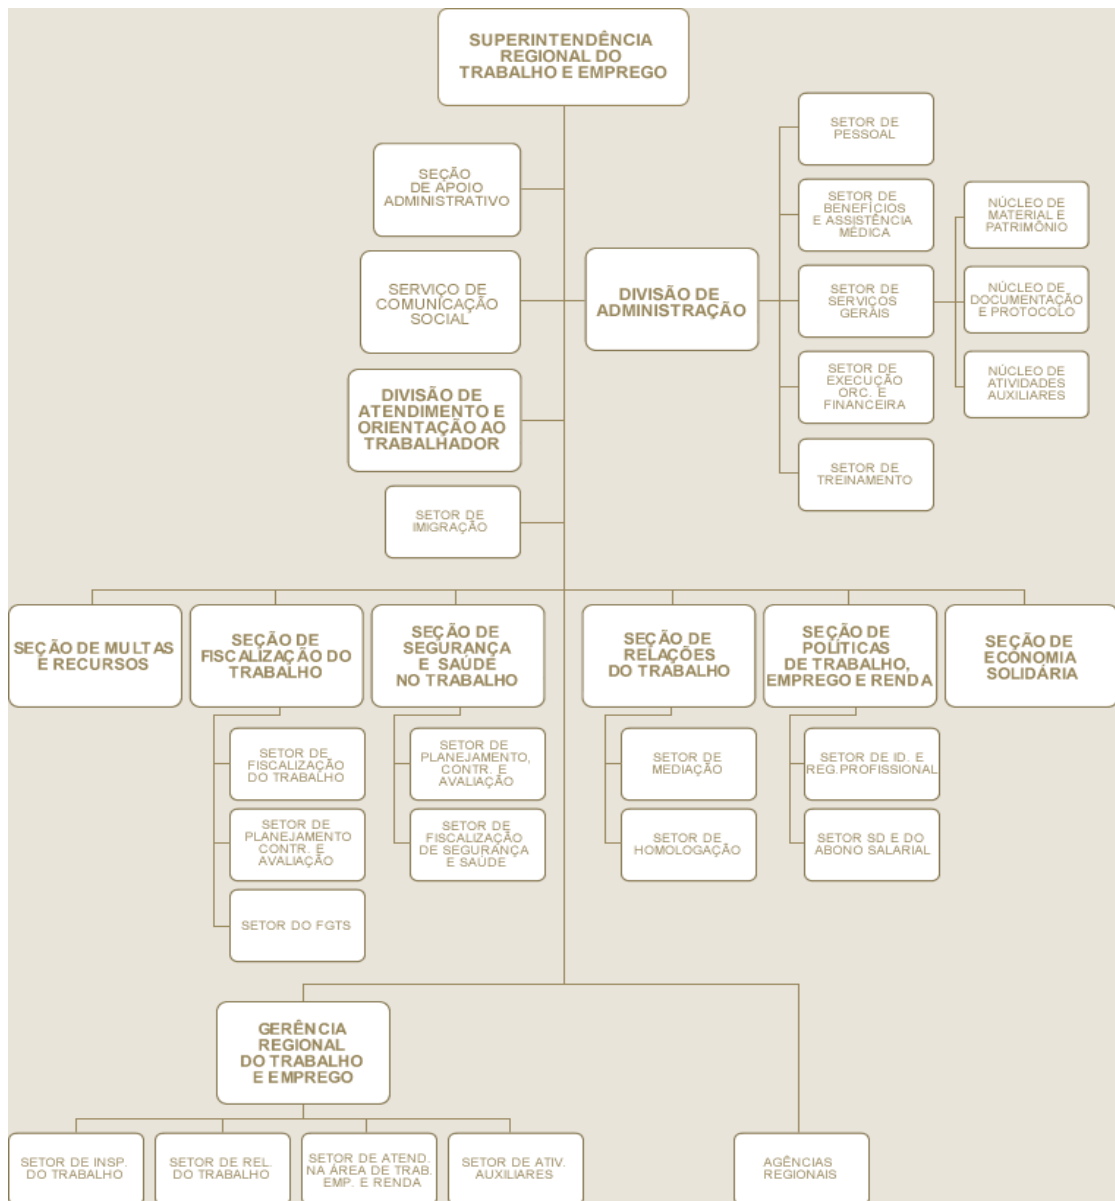 SUPERINTENDÊNCIA
REGIONAL DO
TRABALHO E EMPREGO
SEÇÃO
DE APOIO
ADMINISTRATIVO
SERVIÇO DE
COMUNICAÇÃO
SOCIAL
DIVISÃO DE
ATENDIMENTO E
ORIENTAÇÃO AO
TRABALHADOR
SETOR DE
IMIGRAÇÃO
DIVISÃO DE
ADMINISTRAÇÃO
SETOR DE
PESSOAL
SETOR DE
BENEFÍCIOS
E ASSISTÊNCIA
MÉDICA
SETOR DE
SERVIÇOS
GERAIS
SETOR DE
EXECUÇÃO
ORC. E
FINANCEIRA
SETOR DE
TREINAMENTO
NÚCLEO DE
MATERIAL E
PATRIMÔNIO
NÚCLEO DE
DOCUMENTAÇÃO
E PROTOCOLO
NÚCLEO DE
ATIVIDADES
AUXILIARES
SEÇÃO DE MULTAS
E RECURSOS
SEÇÃO DE
FISCALIZAÇÃO DO
TRABALHO
SETOR DE
FISCALIZAÇÃO
DO TRABALHO
SETOR DE
PLANEJAMENTO
CONTR. E
AVALIAÇÃO
SETOR DO FGTS
SEÇÃO DE
SEGURANÇA
E SAÚDE
NO TRABALHO
SETOR DE
PLANEJAMENTO,
CONTR. E
AVALIAÇÃO
SETOR DE
FISCALIZAÇÃO
DE SEGURANÇA
E SAÚDE
SEÇÃO DE
RELAÇÕES
DO TRABALHO
SETOR DE
MEDIAÇÃO
SETOR DE
HOMOLOGAÇÃO
SEÇÃO DE
POLÍTICAS
DE TRABALHO,
EMPREGO E RENDA
SETOR DE ID. E
REG.PROFISSIONAL
SETOR SD E DO
ABONO SALARIAL
SEÇÃO DE
ECONOMIA
SOLIDÁRIA
GERÊNCIA
REGIONAL
DO TRABALHO
E EMPREGO
SETOR DE INSP.
DO TRABALHO
SETOR DE REL.
DO TRABALHO
SETOR DE ATEND.
NA ÁREA DE TRAB.
EMP. E RENDA
SETOR DE ATIV.
AUXILIARES
AGÊNCIAS
REGIONAIS